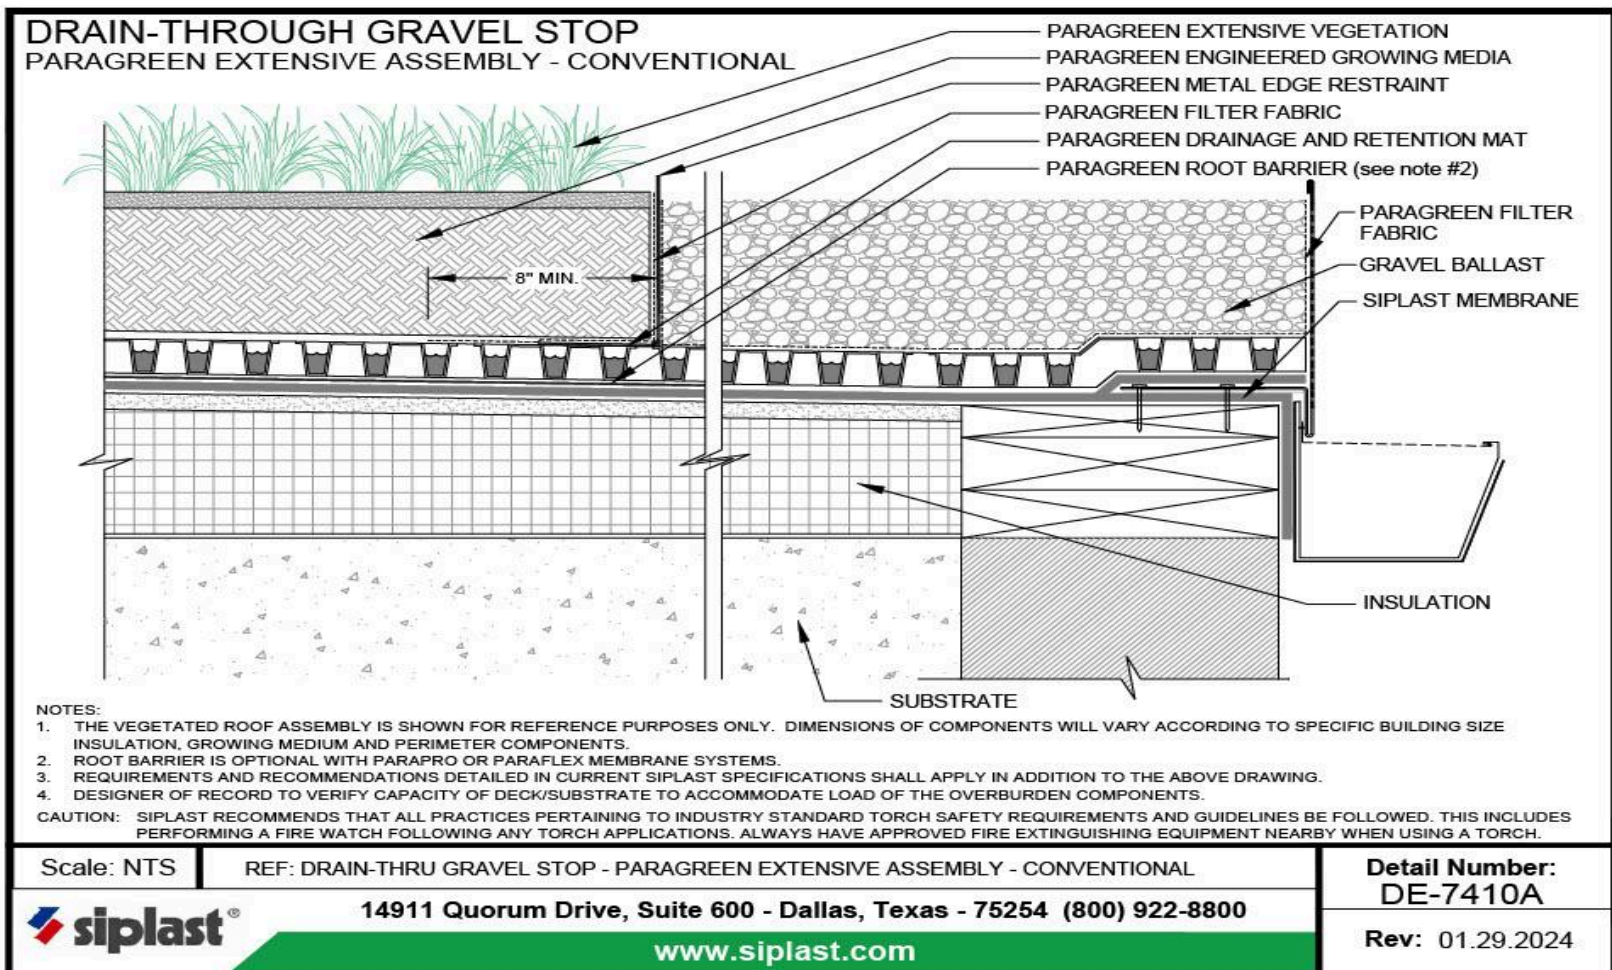 DRAIN-THROUGH GRAVEL STOP
PARAGREEN EXTENSIVE ASSEMBLY - CONVENTIONAL
PARAGREEN EXTENSIVE VEGETATION
PARAGREEN ENGINEERED GROWING MEDIA
PARAGREEN METAL EDGE RESTRAINT
PARAGREEN FILTER FABRIC
PARAGREEN DRAINAGE AND RETENTION MAT
PARAGREEN ROOT BARRIER (see note #2)
PARAGREEN FILTER
FABRIC
GRAVEL BALLAST
SIPLAST MEMBRANE
8" MIN.
INSULATION
SUBSTRATE
NOTES:
1. THE VEGETATED ROOF ASSEMBLY IS SHOWN FOR REFERENCE PURPOSES ONLY. DIMENSIONS OF COMPONENTS WILL VARY ACCORDING TO SPECIFIC BUILDING SIZE
INSULATION, GROWING MEDIUM AND PERIMETER COMPONENTS.
2. ROOT BARRIER IS OPTIONAL WITH PARAPRO OR PARAFLEX MEMBRANE SYSTEMS.
3. REQUIREMENTS AND RECOMMENDATIONS DETAILED IN CURRENT SIPLAST SPECIFICATIONS SHALL APPLY IN ADDITION TO THE ABOVE DRAWING.
4. DESIGNER OF RECORD TO VERIFY CAPACITY OF DECK/SUBSTRATE TO ACCOMMODATE LOAD OF THE OVERBURDEN COMPONENTS.
CAUTION: SIPLAST RECOMMENDS THAT ALL PRACTICES PERTAINING TO INDUSTRY STANDARD TORCH SAFETY REQUIREMENTS AND GUIDELINES BE FOLLOWED. THIS INCLUDES
PERFORMING A FIRE WATCH FOLLOWING ANY TORCH APPLICATIONS. ALWAYS HAVE APPROVED FIRE EXTINGUISHING EQUIPMENT NEARBY WHEN USING A TORCH.
Scale: NTS
REF: DRAIN-THRU GRAVEL STOP - PARAGREEN EXTENSIVE ASSEMBLY - CONVENTIONAL
Detail Number:
DE-7410A
siplast®
14911 Quorum Drive, Suite 600 - Dallas, Texas - 75254 (800) 922-8800
www.siplast.com
Rev: 01.29.2024